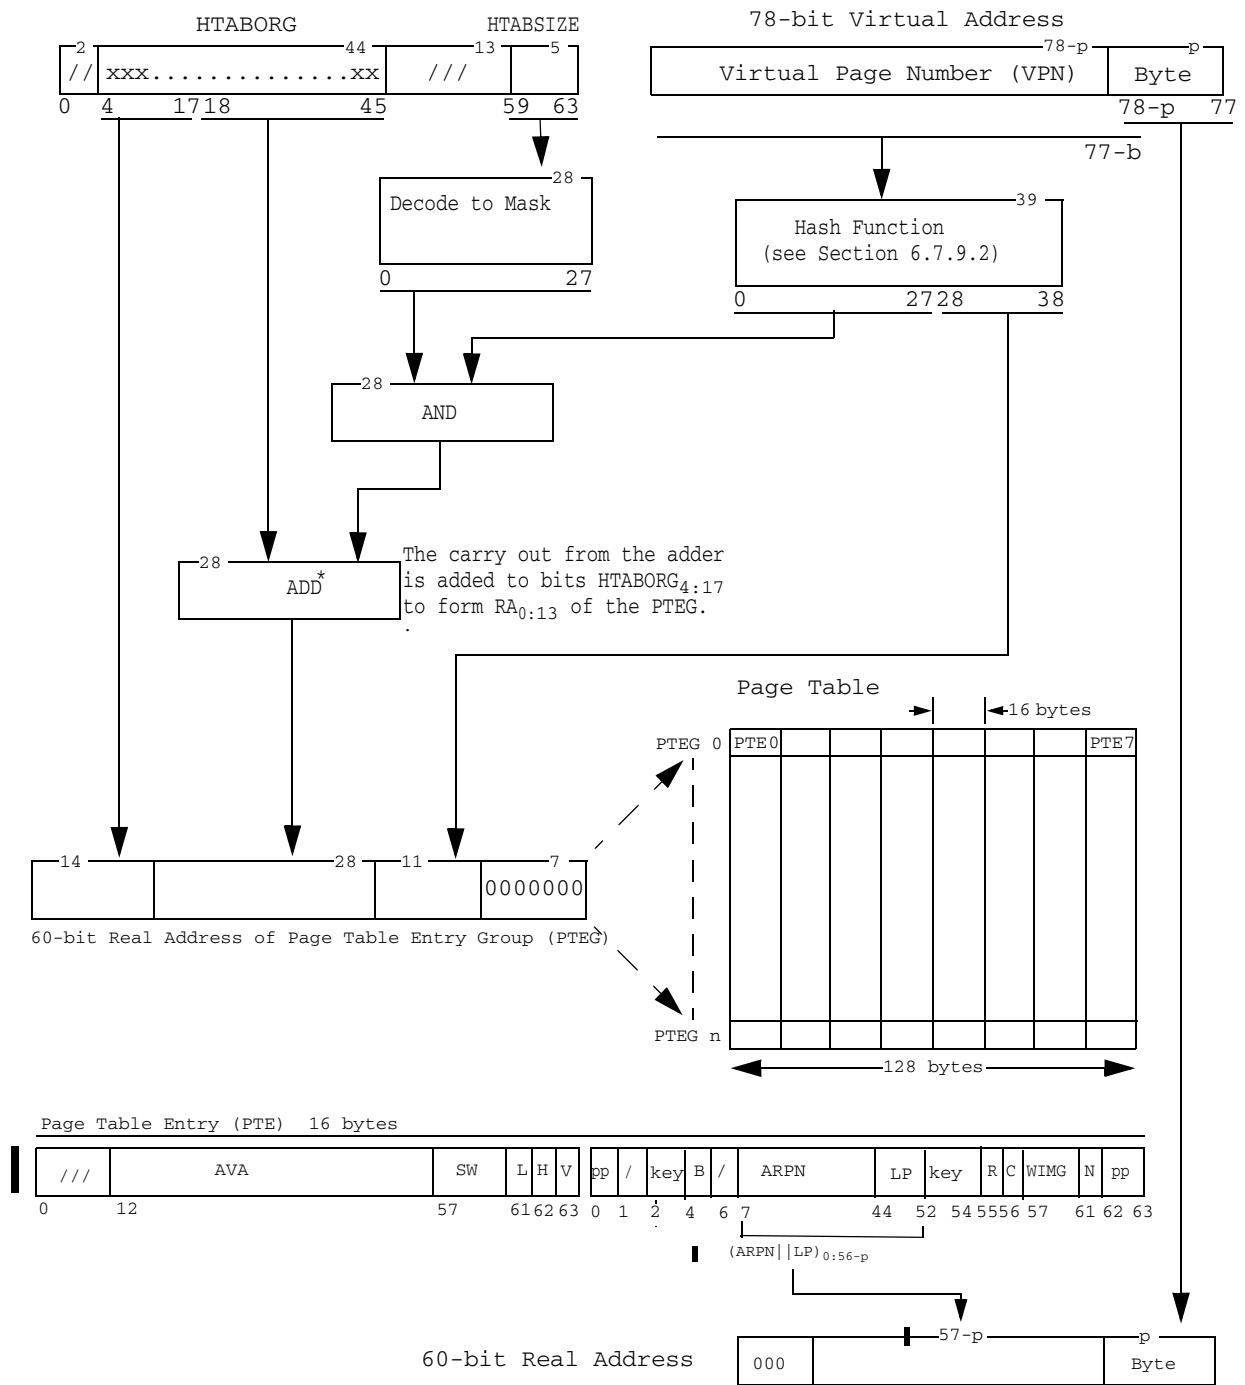 HTABORG HTABSIZE 78-bit Virtual Address
2 44 13 5 78-p p
// xxx..............xx /// Virtual Page Number (VPN) Byte
0 4 17 18 45 59 63 78-p 77
77-b
28
Decode to Mask
0 27
39
Hash Function
(see Section 6.7.9.2)
0 27 28 38
28
AND
28
ADD*
The carry out from the adder
is added to bits HTABORG4:17
to form RA0:13 of the PTEG.
.
Page Table
16 bytes
PTEG 0 PTE0 PTE7
14 28 11 7
0000000
60-bit Real Address of Page Table Entry Group (PTEG)
PTEG n
128 bytes
Page Table Entry (PTE) 16 bytes
/// AVA SW L H V pp / key B / ARPN LP key R C WIMG N pp
0 12 57 61 62 63 0 1 2 4 6 7 44 52 54 55 56 57 61 62 63
(ARPN||LP)0:56-p
57-p p
60-bit Real Address 000 Byte